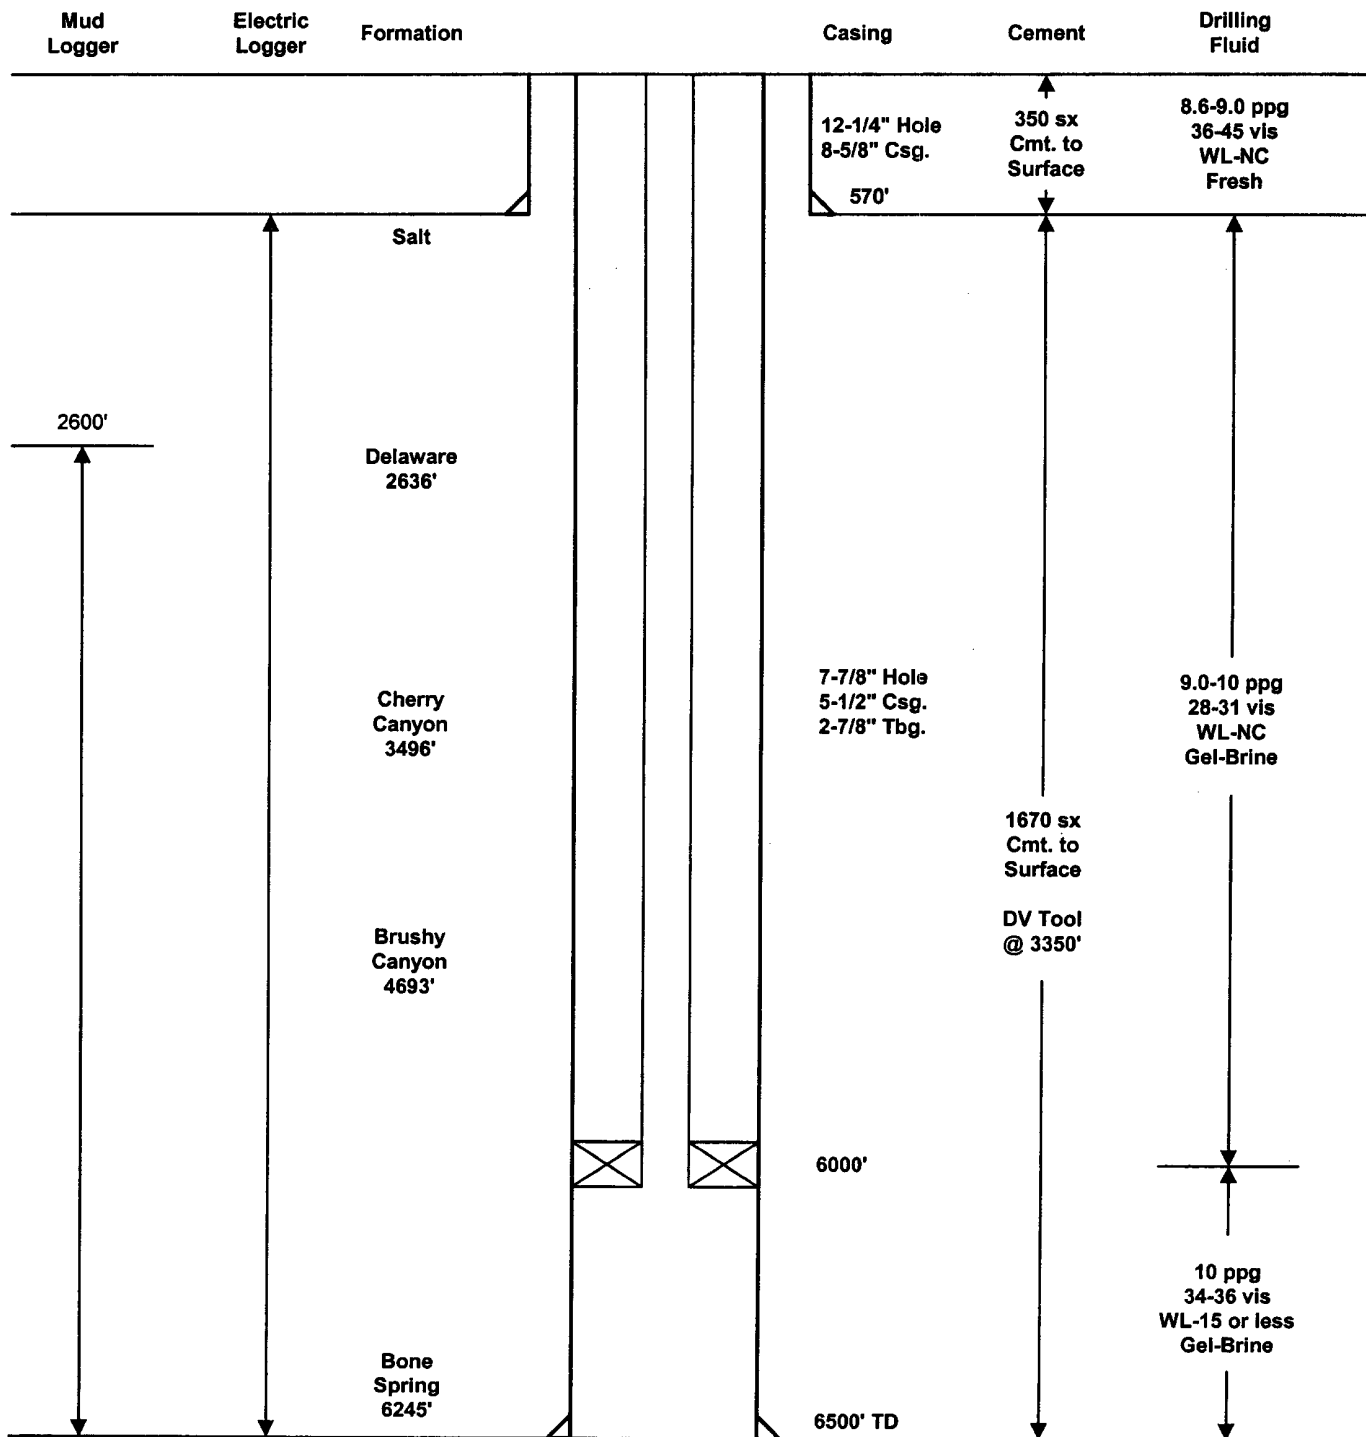 Mud
Logger
Electric
Logger
Formation
Casing
Cement
Drilling
Fluid
12-1/4" Hole
8-5/8" Csg.
570'
350 sx
Cmt. to
Surface
8.6-9.0 ppg
36-45 vis
WL-NC
Fresh
Salt
2600'
Delaware
2636'
Cherry
Canyon
3496'
7-7/8" Hole
5-1/2" Csg.
2-7/8" Tbg.
9.0-10 ppg
28-31 vis
WL-NC
Gel-Brine
1670 sx
Cmt. to
Surface
DV Tool
@ 3350'
Brushy
Canyon
4693'
6000'
10 ppg
34-36 vis
WL-15 or less
Gel-Brine
Bone
Spring
6245'
6500' TD